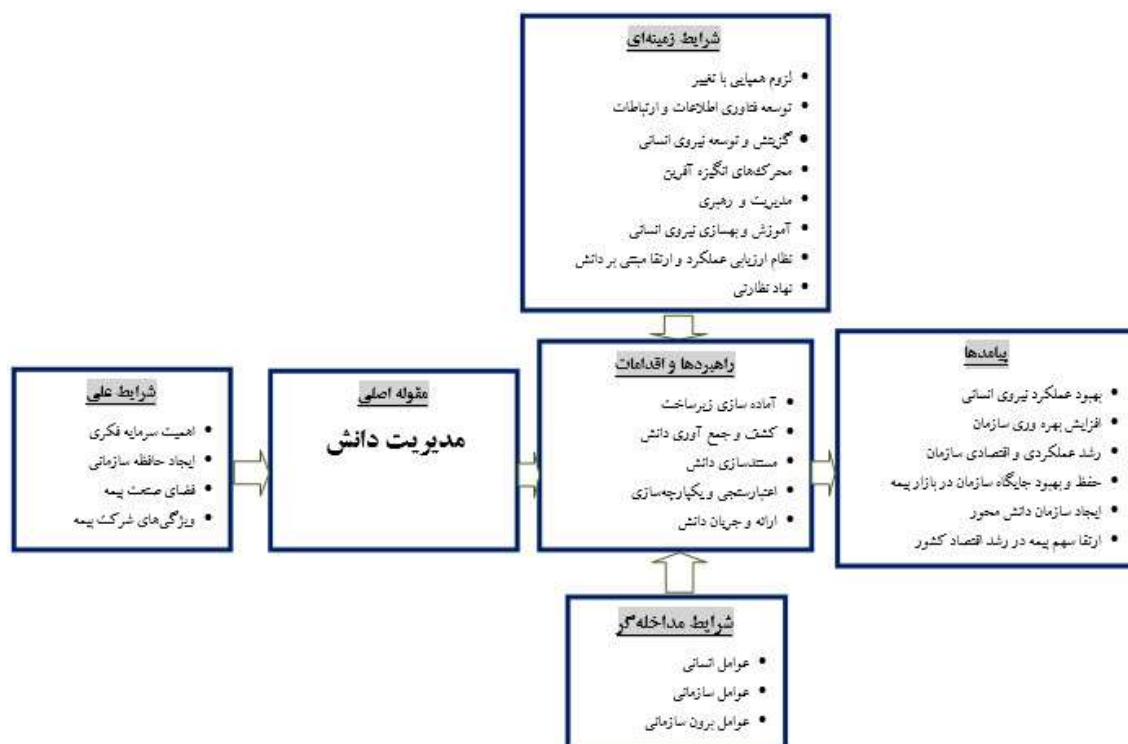 شرایط زمینه‌ای
• لزوم همپایی با تغییر
• توسعه فناوری اطلاعات و ارتباطات
• گزینش و توسعه نیروی انسانی
• محرک‌های انگیزه آفرین
• مدیریت و رهبری
• آموزش و بهسازی نیروی انسانی
• نظام ارزیابی عملکرد و ارتقا مبتنی بر دانش
• نهاد نظارتی
شرایط علی
• اهمیت سرمایه فکری
• ایجاد حافظه سازمانی
• فضای صنعت بیمه
• ویژگی‌های شرکت بیمه
مقوله اصلی
مدیریت دانش
راهبردها و اقدامات
• آماده سازی زیرساخت
• کشف و جمع آوری دانش
• مستندسازی دانش
• اعتبارسنجی و یکپارچه‌سازی
• ارائه و جریان دانش
پیامدها
• بهبود عملکرد نیروی انسانی
• افزایش بهره وری سازمان
• رشد عملکردی و اقتصادی سازمان
• حفظ و بهبود جایگاه سازمان در بازار بیمه
• ایجاد سازمان دانش محور
• ارتقا سهم بیمه در رشد اقتصاد کشور
شرایط مداخله‌گر
• عوامل انسانی
• عوامل سازمانی
• عوامل برون سازمانی